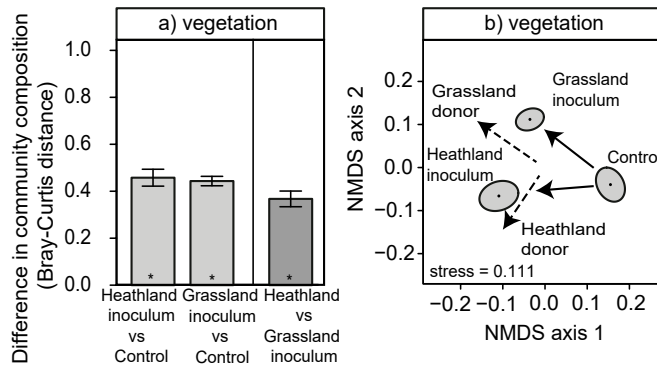 a) vegetation
Difference in community composition
(Bray-Curtis distance)
1.0
0.8
0.6
0.4
0.2
0.0
*
*
*
Heathland
inoculum
vs
Control
Grassland
inoculum
vs
Control
Heathland
vs
Grassland
inoculum
b) vegetation
NMDS axis 2
0.2
0.1
0.0
−0.1
−0.2
Grassland
donor
Grassland
inoculum
Heathland
inoculum
Control
Heathland
donor
stress = 0.111
−0.2
−0.1
0.0
0.1
0.2
NMDS axis 1